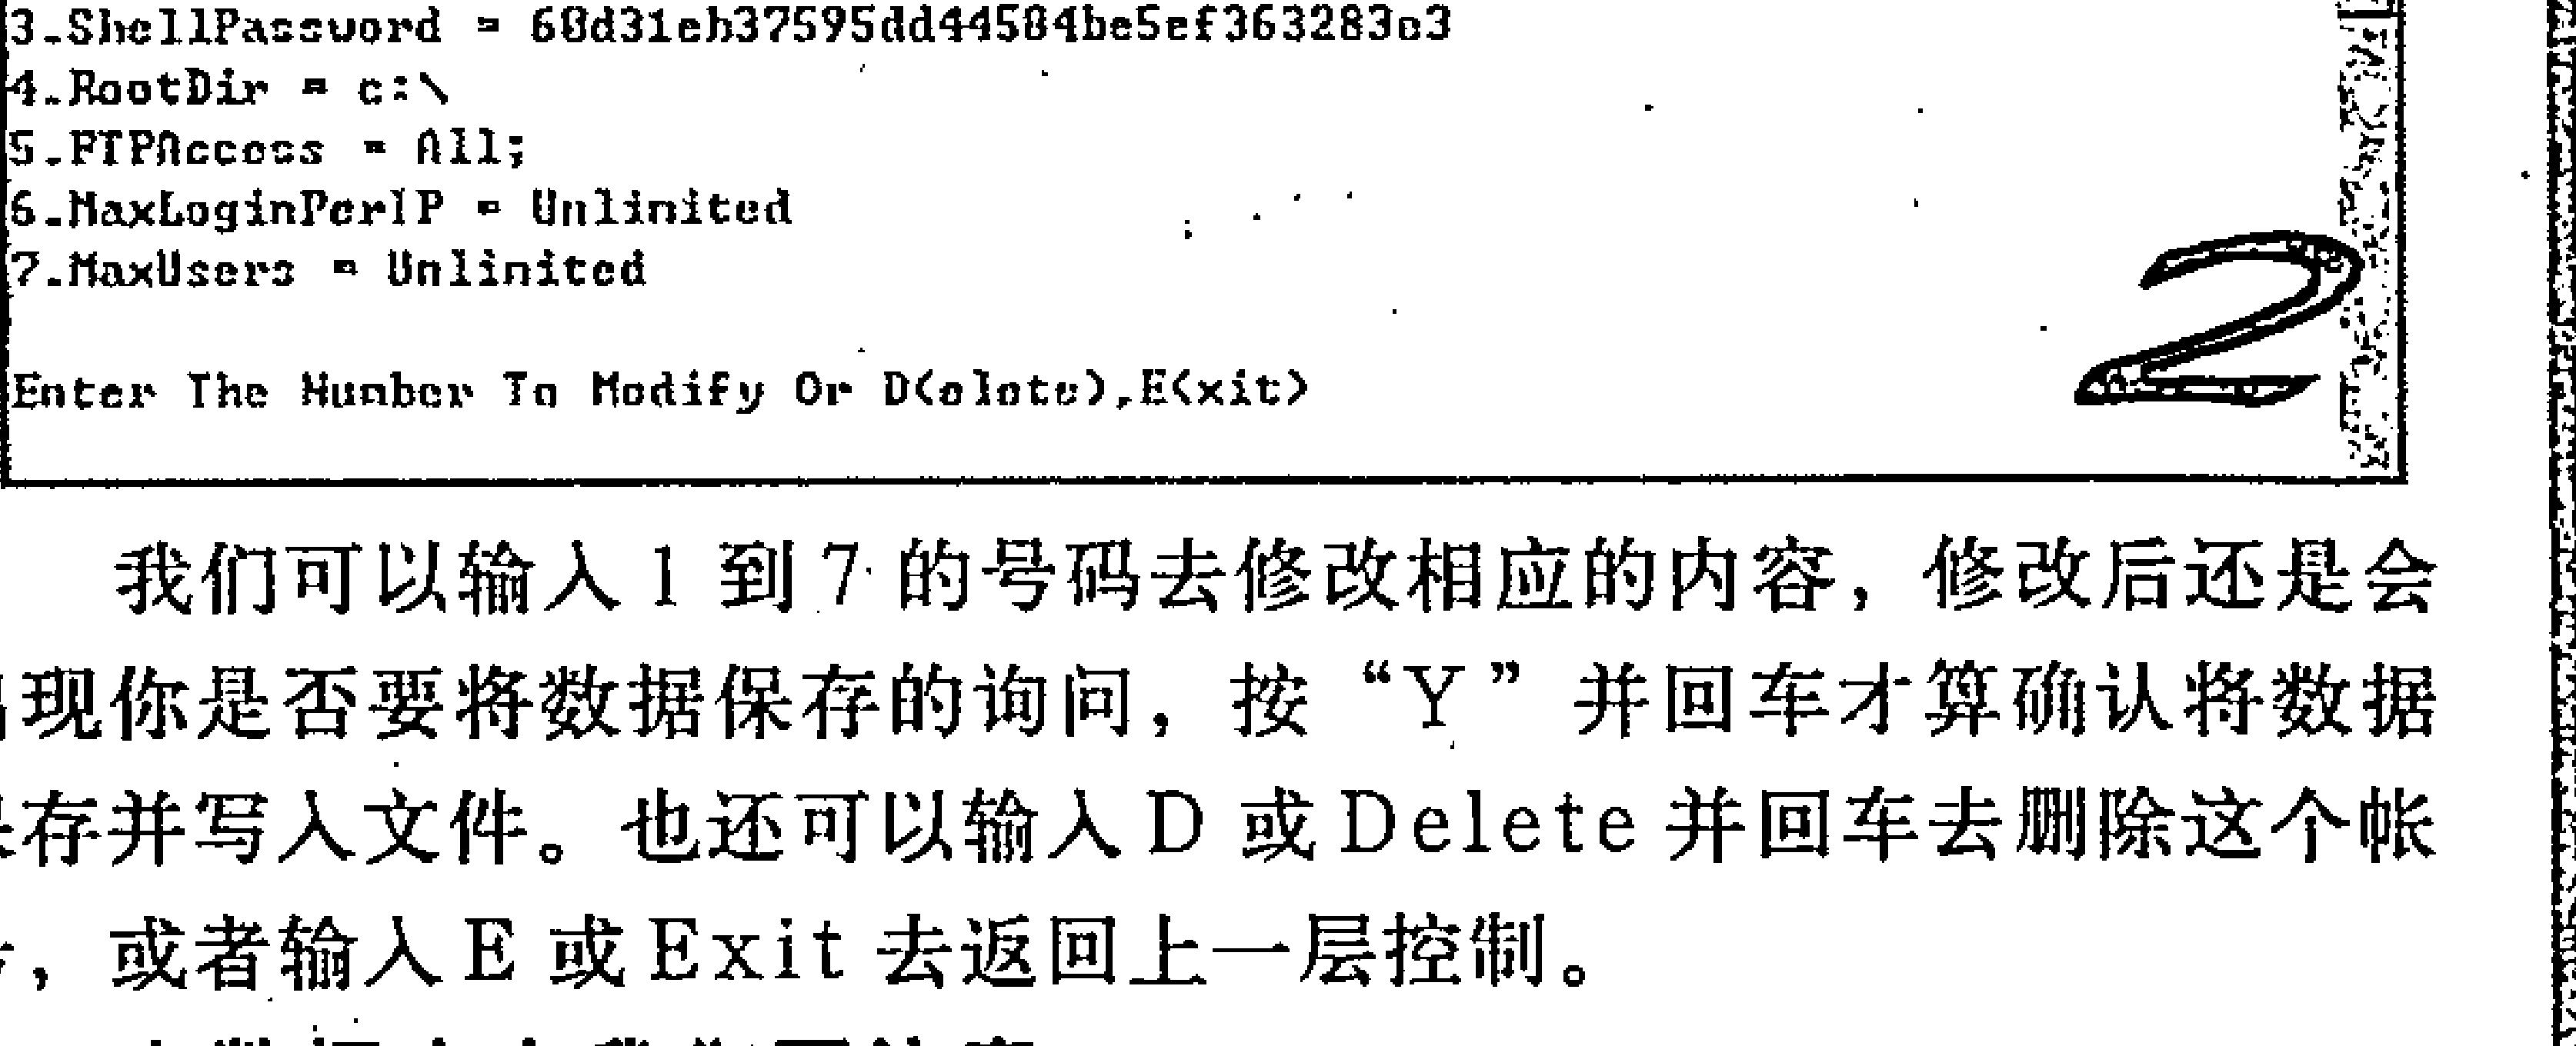 3.ShellPassword =
4.RootDir = c:\
5.FTPAccess = All;
6.MaxLoginPerIP = Unlimited
7.MaxUsers = Unlimited
Enter The Number To Modify Or D(elete),E(xit)
2
我们可以输入1到7的号码去修改相应的内容，修改后还是会
现你是否要将数据保存的询问，按“Y”并回车才算确认将数据
存并写入文件。也还可以输入D或Delete并回车去删除这个帐
，或者输入E或Exit去返回上一层控制。